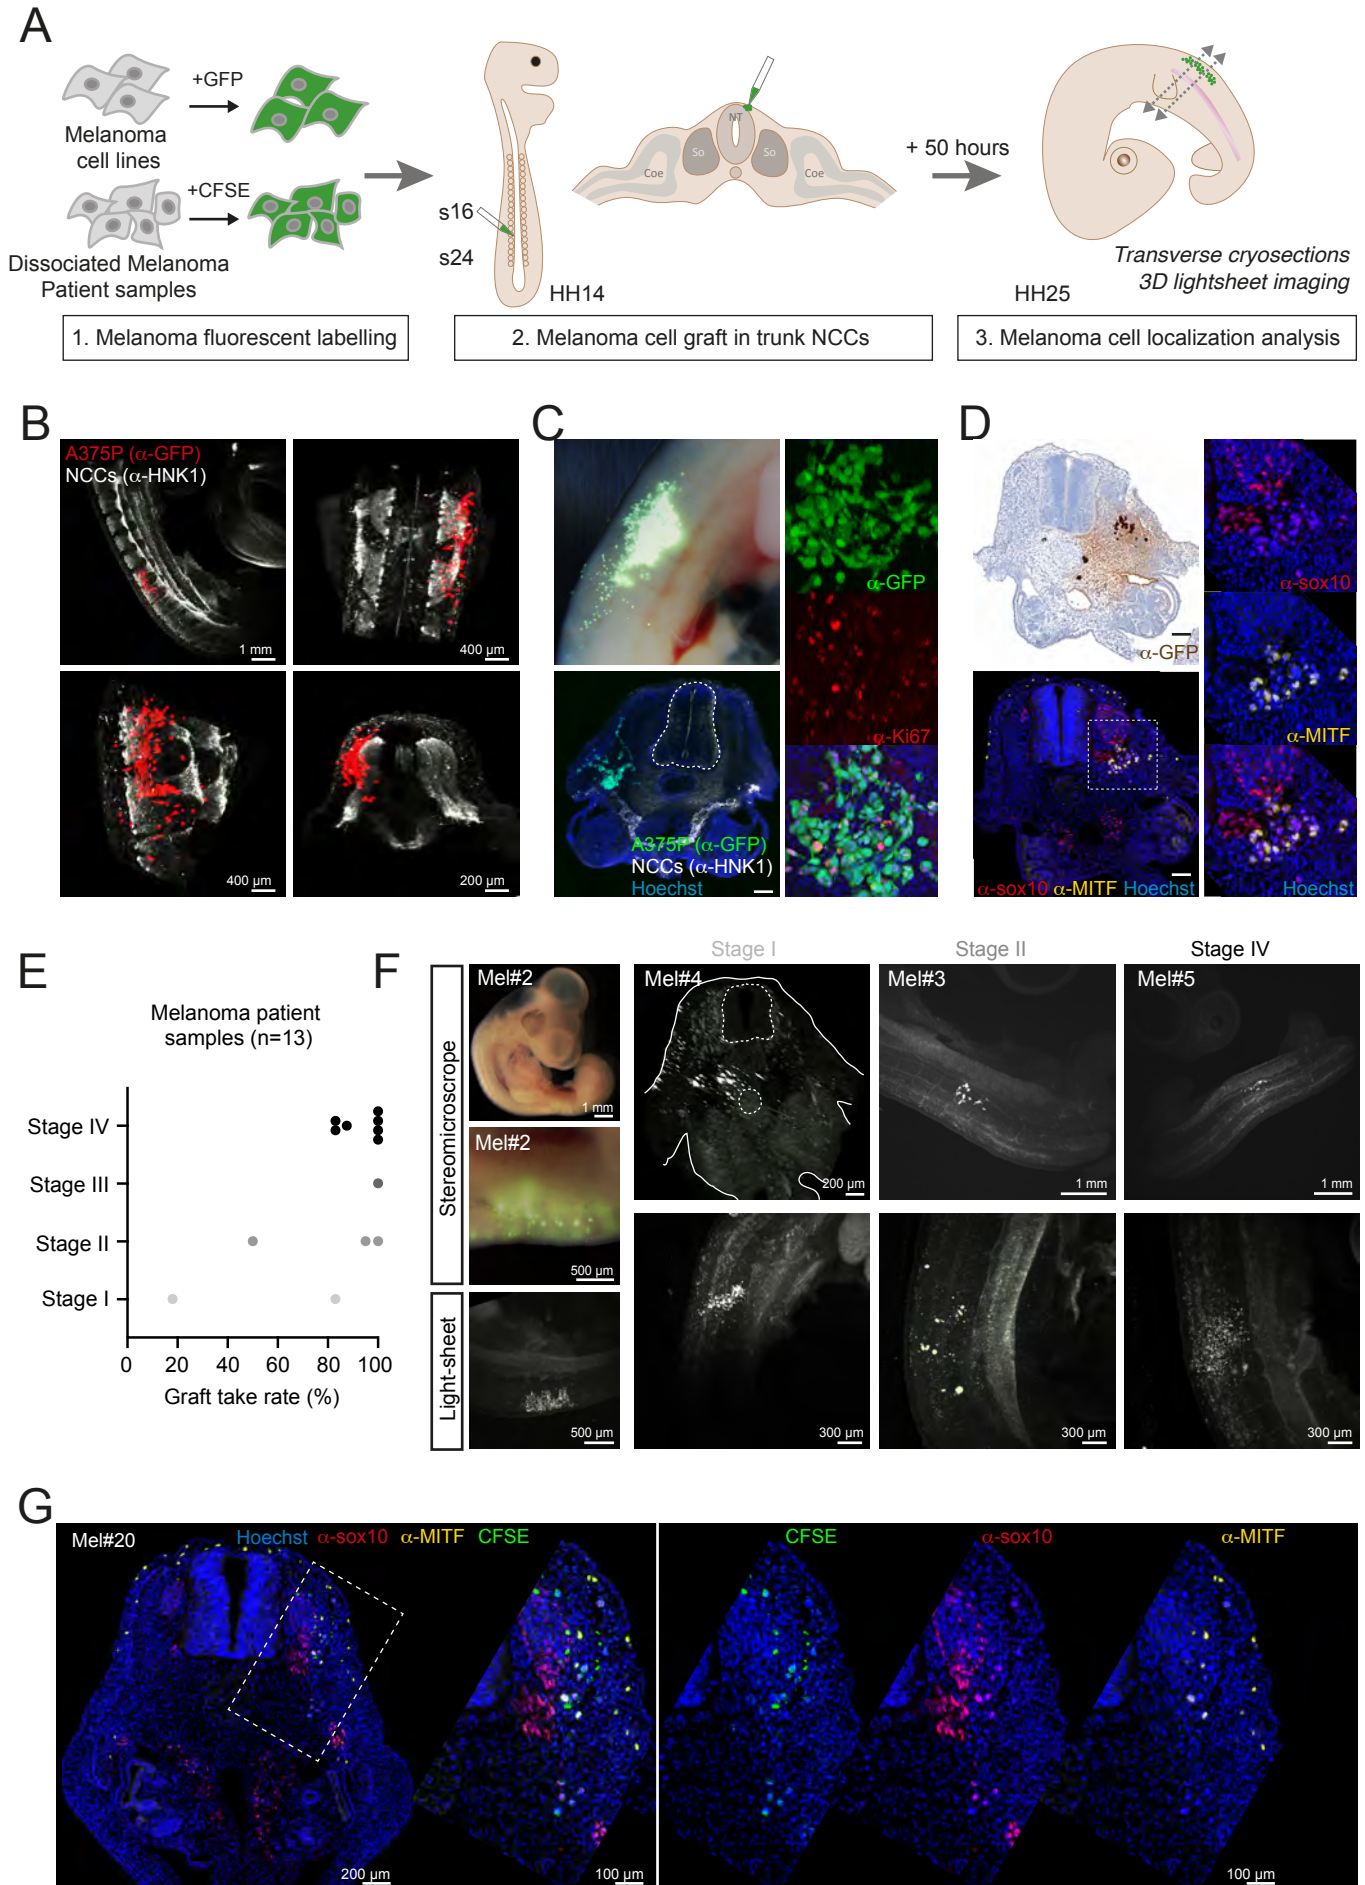 A
+GFP
Melanoma
cell lines
+CFSE
Dissociated Melanoma
Patient samples
s16
s24
HH14
NT
So
So
Coe
Coe
+ 50 hours
HH25
Transverse cryosections
3D lightsheet imaging
1. Melanoma fluorescent labelling
2. Melanoma cell graft in trunk NCCs
3. Melanoma cell localization analysis
B
A375P (α-GFP)
NCCs (α-HNK1)
1 mm
400 µm
400 µm
200 µm
C
α-GFP
α-Ki67
A375P (α-GFP)
NCCs (α-HNK1)
Hoechst
D
α-GFP
α-sox10
α-MITF
α-sox10 α-MITF Hoechst
Hoechst
E
Melanoma patient
samples (n=13)
Stage IV
Stage III
Stage II
Stage I
0 20 40 60 80 100
Graft take rate (%)
F
Stereomicroscrope
Light-sheet
Mel#2
1 mm
Mel#2
500 µm
500 µm
Stage I
Stage II
Stage IV
Mel#4
200 µm
Mel#3
1 mm
Mel#5
1 mm
300 µm
300 µm
300 µm
G
Mel#20
Hoechst α-sox10 α-MITF CFSE
200 µm
100 µm
CFSE
α-sox10
α-MITF
100 µm